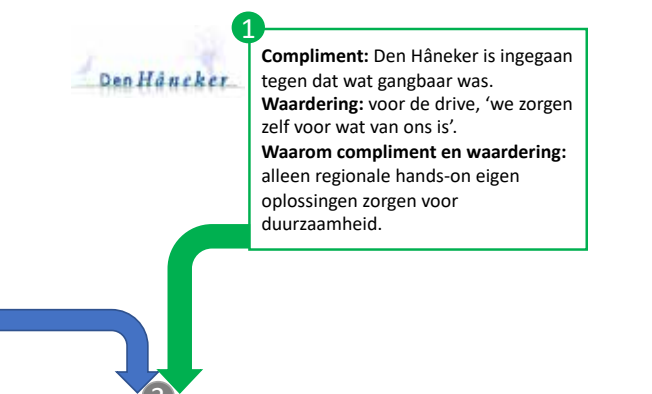 1
Den Hâneker
Compliment: Den Hâneker is ingegaan
tegen dat wat gangbaar was.
Waardering: voor de drive, ‘we zorgen
zelf voor wat van ons is’.
Waarom compliment en waardering:
alleen regionale hands-on eigen
oplossingen zorgen voor
duurzaamheid.